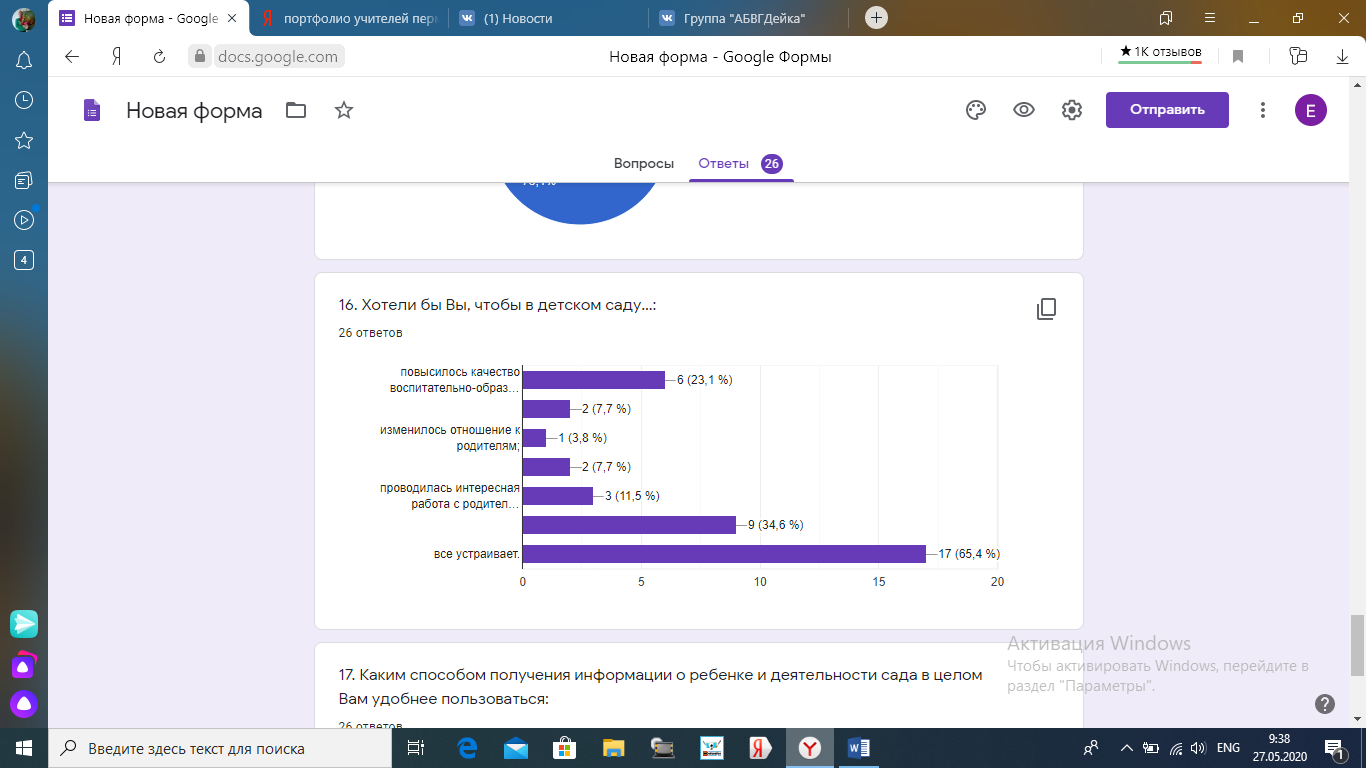 Новая форма - Google
портфолио учителей пер
(1) Новости
Группа "АБВГДейка"
docs.google.com
Новая форма - Google Формы
★ 1K отзывов
Новая форма
Отправить
E
Вопросы
Ответы 26
4
16. Хотели бы Вы, чтобы в детском саду...:
26 ответов
повысилось качество
воспитательно-образ…
6 (23,1 %)
2 (7,7 %)
изменилось отношение к
родителям;
1 (3,8 %)
2 (7,7 %)
проводилась интересная
работа с родител…
3 (11,5 %)
9 (34,6 %)
все устраивает.
17 (65,4 %)
0 5 10 15 20
17. Каким способом получения информации о ребенке и деятельности сада в целом
Вам удобнее пользоваться:
26 ответов
Активация Windows
Чтобы активировать Windows, перейдите в
раздел "Параметры".
Введите здесь текст для поиска
ENG
9:38
27.05.2020
1